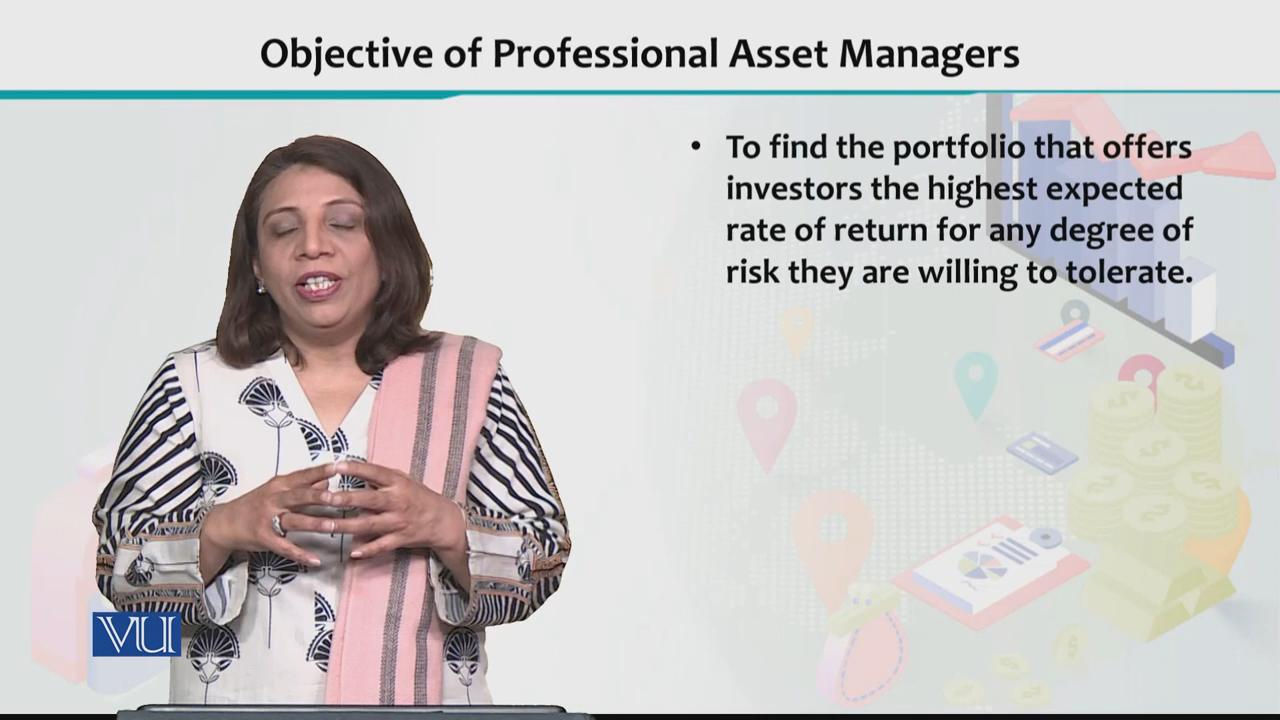 Objective of Professional Asset Managers
• To find the portfolio that offers
investors the highest expected
rate of return for any degree of
risk they are willing to tolerate.
VU